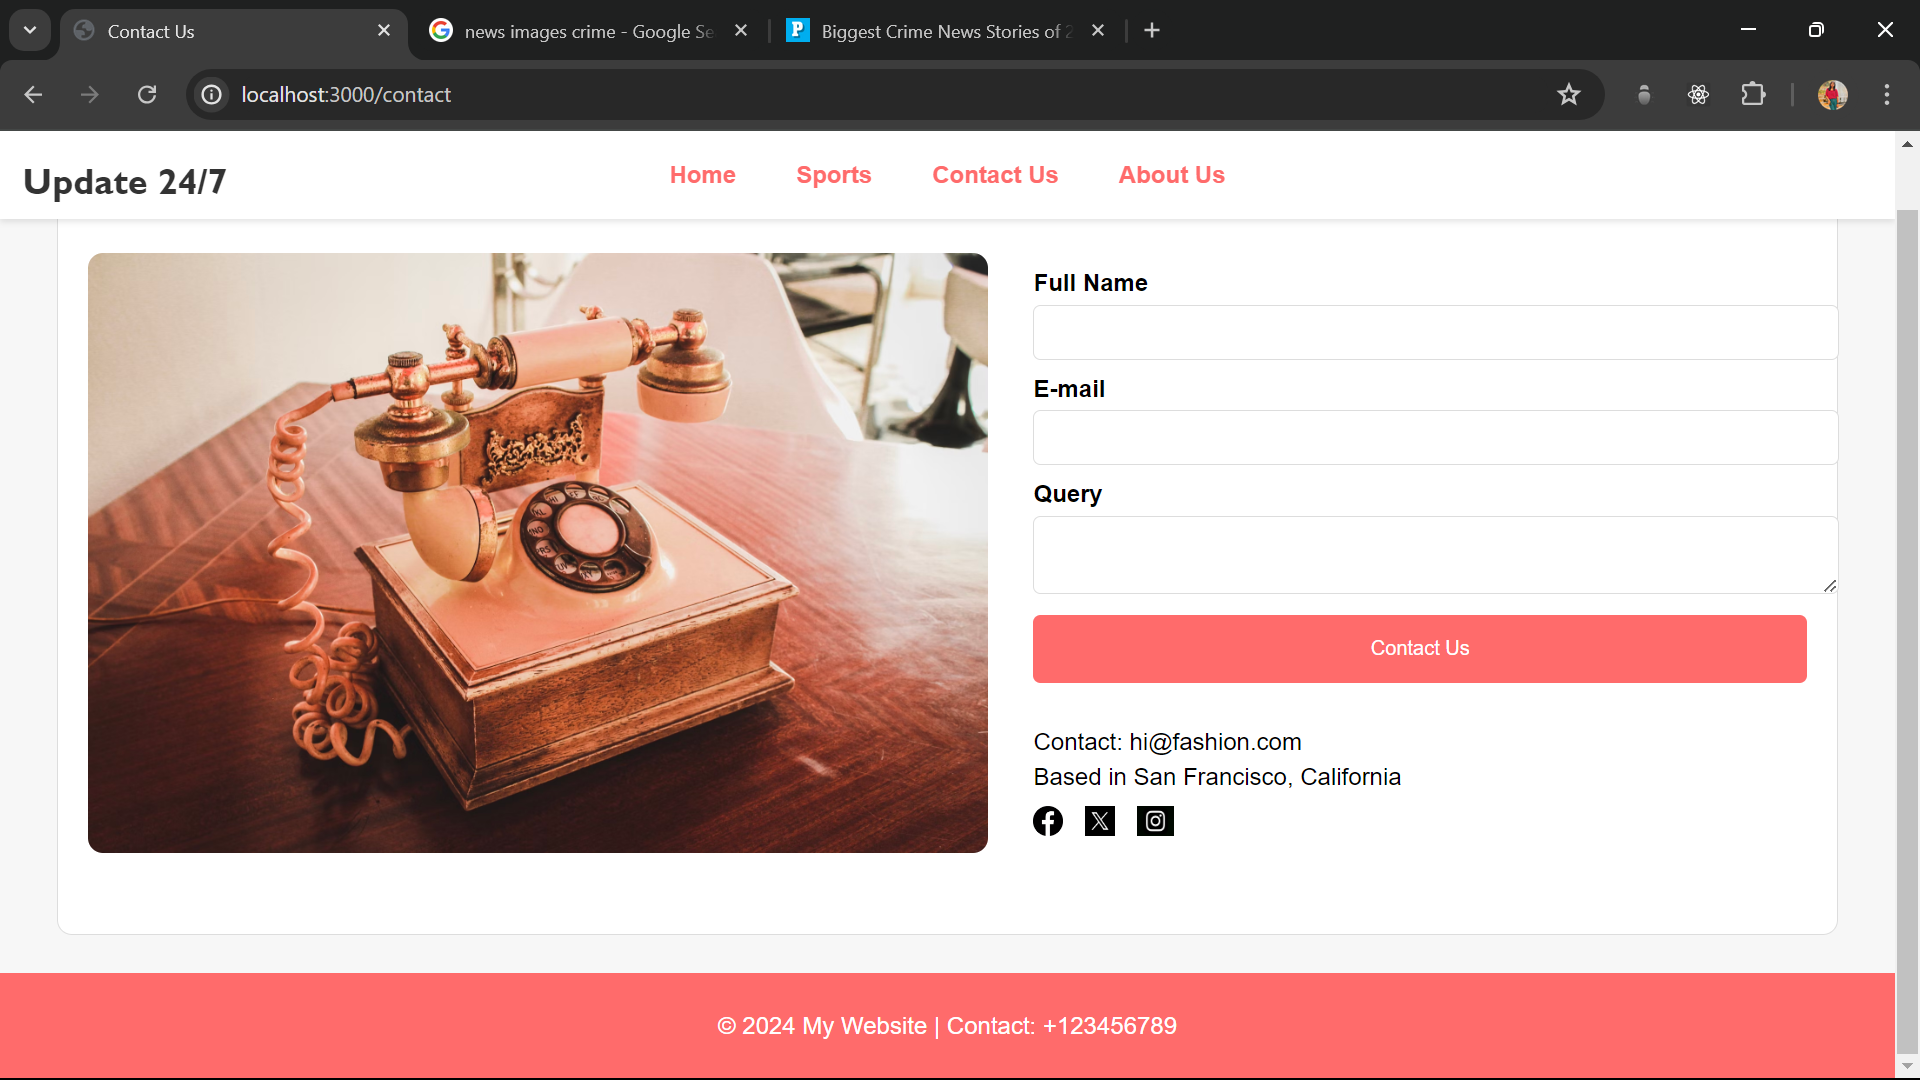 Contact Us
news images crime - Google Se
Biggest Crime News Stories of 2
localhost:3000/contact
Update 24/7
Home
Sports
Contact Us
About Us
Full Name
E-mail
Query
Contact Us
Contact: hi@fashion.com
Based in San Francisco, California
© 2024 My Website | Contact: +123456789